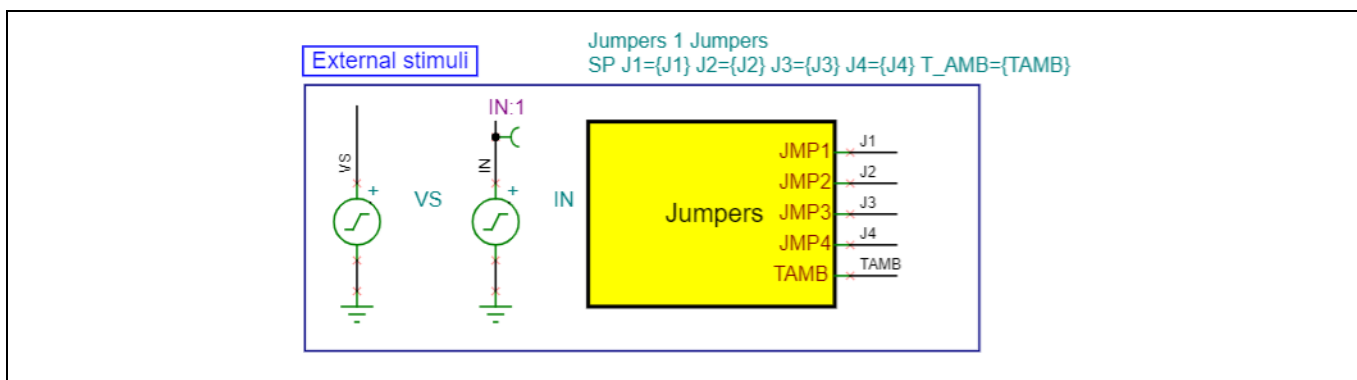 Jumpers 1 Jumpers
External stimuli
SP J1={J1} J2={J2} J3={J3} J4={J4} T_AMB={TAMB}
IN:1
VS
IN
+
+
VS
IN
Jumpers
JMP1
J1
JMP2
J2
JMP3
J3
JMP4
J4
TAMB
TAMB